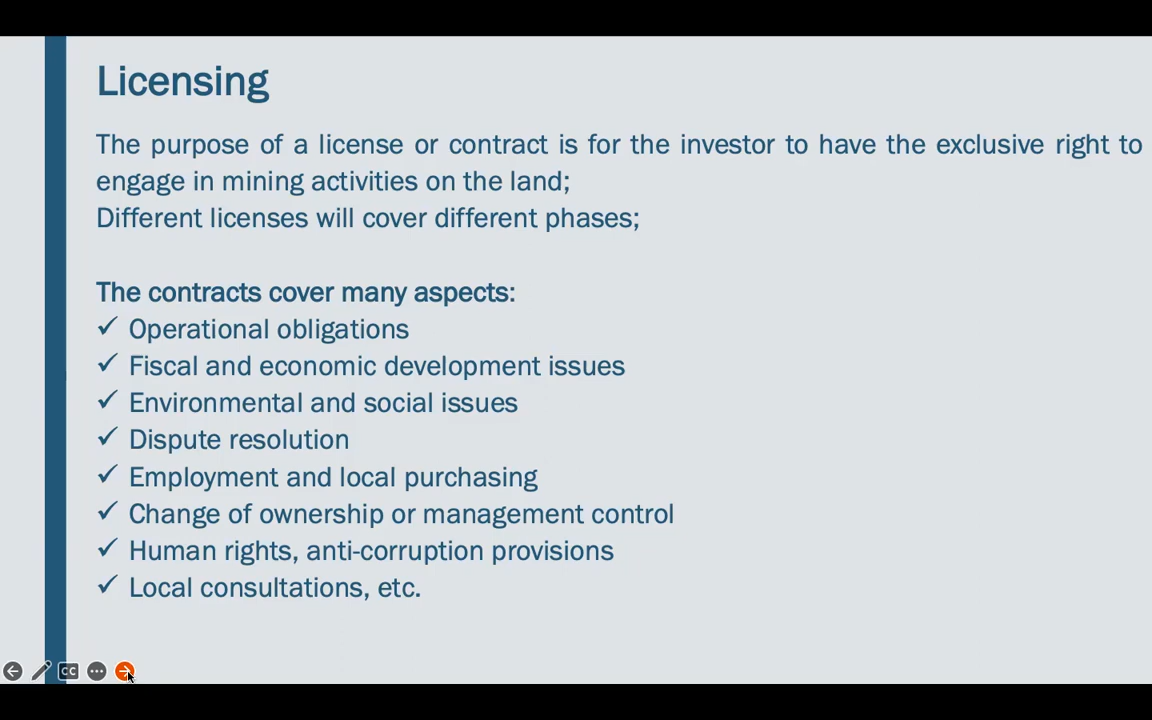 Licensing
The purpose of a license or contract is for the investor to have the exclusive right to
engage in mining activities on the land;
Different licenses will cover different phases;
The contracts cover many aspects:
✓ Operational obligations
✓ Fiscal and economic development issues
✓ Environmental and social issues
✓ Dispute resolution
✓ Employment and local purchasing
✓ Change of ownership or management control
✓ Human rights, anti-corruption provisions
✓ Local consultations, etc.
CC